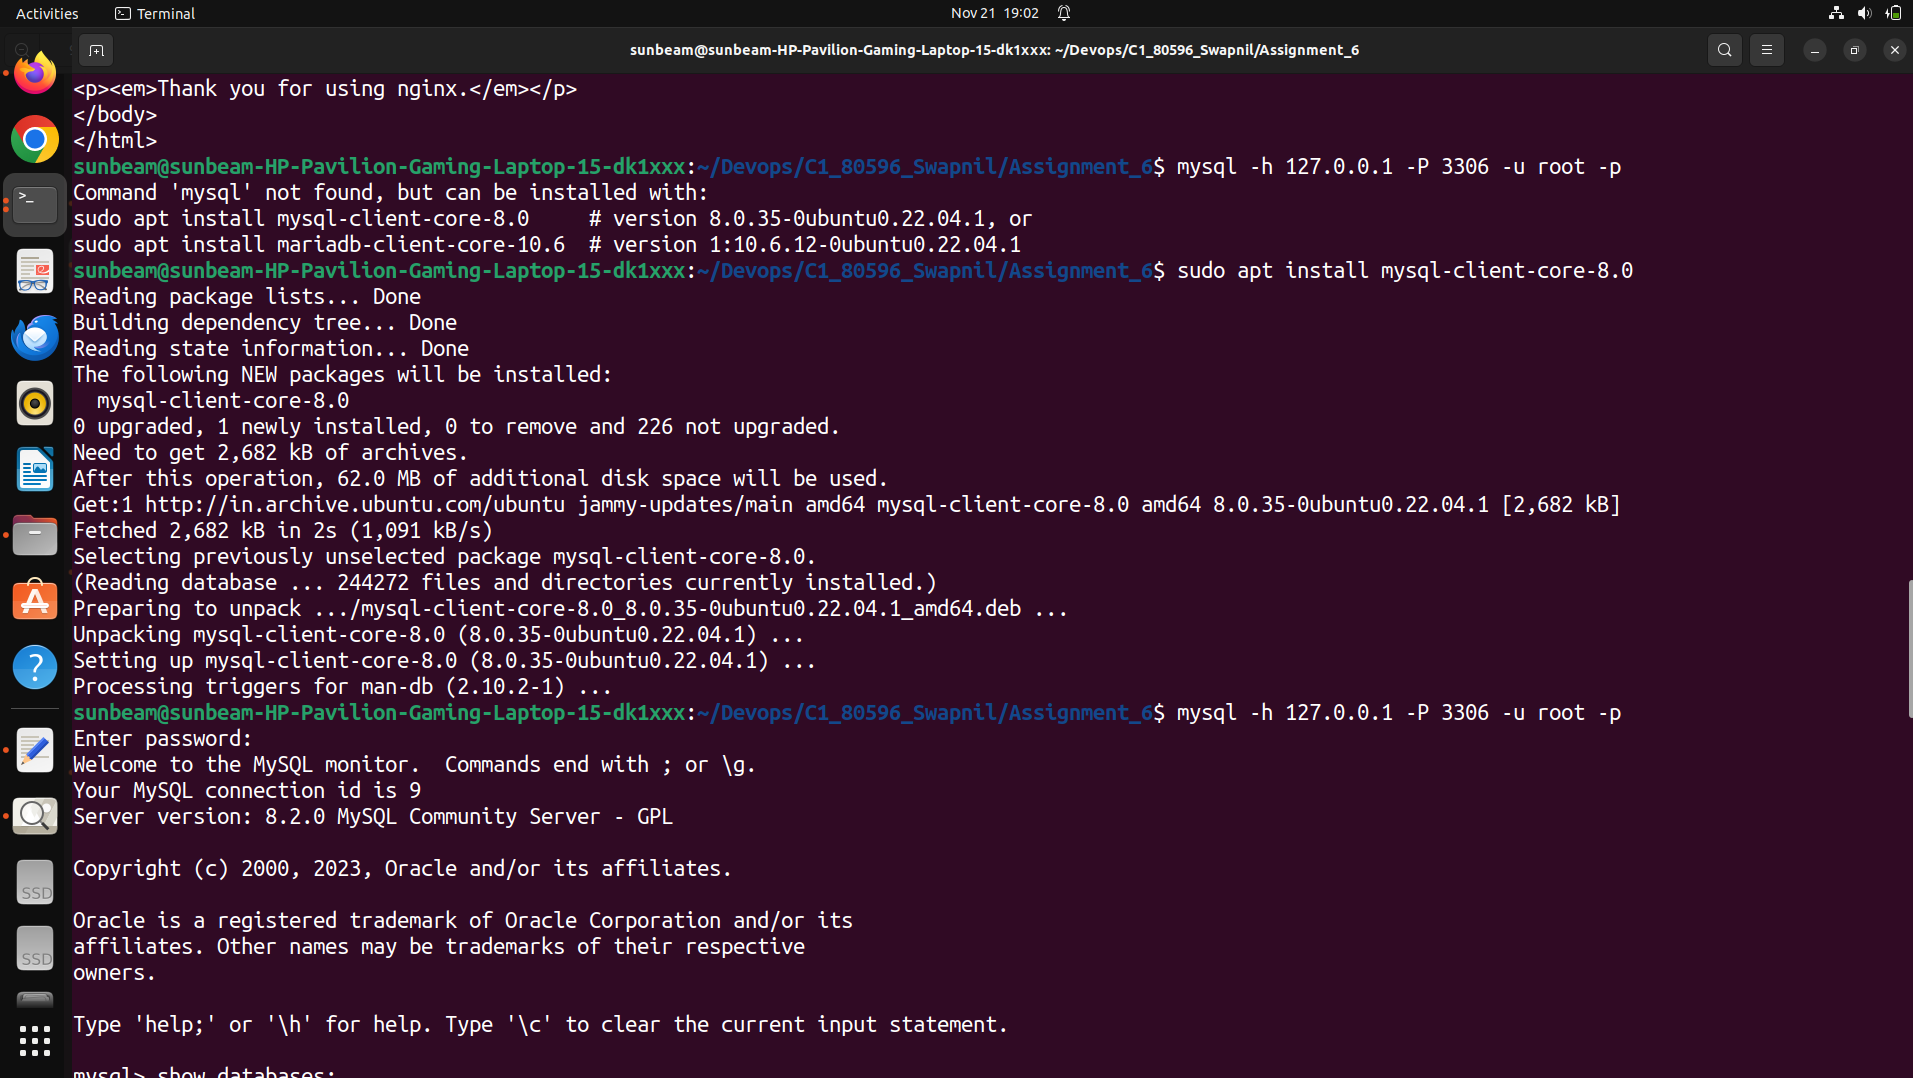 Activities
Terminal
Nov 21 19:02
sunbeam@sunbeam-HP-Pavilion-Gaming-Laptop-15-dk1xxx: ~/Devops/C1_80596_Swapnil/Assignment_6
<p><em>Thank you for using nginx.</em></p>
</body>
</html>
sunbeam@sunbeam-HP-Pavilion-Gaming-Laptop-15-dk1xxx:~/Devops/C1_80596_Swapnil/Assignment_6$ mysql -h 127.0.0.1 -P 3306 -u root -p
Command 'mysql' not found, but can be installed with:
sudo apt install mysql-client-core-8.0     # version 8.0.35-0ubuntu0.22.04.1, or
sudo apt install mariadb-client-core-10.6  # version 1:10.6.12-0ubuntu0.22.04.1
sunbeam@sunbeam-HP-Pavilion-Gaming-Laptop-15-dk1xxx:~/Devops/C1_80596_Swapnil/Assignment_6$ sudo apt install mysql-client-core-8.0
Reading package lists... Done
Building dependency tree... Done
Reading state information... Done
The following NEW packages will be installed:
  mysql-client-core-8.0
0 upgraded, 1 newly installed, 0 to remove and 226 not upgraded.
Need to get 2,682 kB of archives.
After this operation, 62.0 MB of additional disk space will be used.
Get:1 http://in.archive.ubuntu.com/ubuntu jammy-updates/main amd64 mysql-client-core-8.0 amd64 8.0.35-0ubuntu0.22.04.1 [2,682 kB]
Fetched 2,682 kB in 2s (1,091 kB/s)
Selecting previously unselected package mysql-client-core-8.0.
(Reading database ... 244272 files and directories currently installed.)
Preparing to unpack .../mysql-client-core-8.0_8.0.35-0ubuntu0.22.04.1_amd64.deb ...
Unpacking mysql-client-core-8.0 (8.0.35-0ubuntu0.22.04.1) ...
Setting up mysql-client-core-8.0 (8.0.35-0ubuntu0.22.04.1) ...
Processing triggers for man-db (2.10.2-1) ...
sunbeam@sunbeam-HP-Pavilion-Gaming-Laptop-15-dk1xxx:~/Devops/C1_80596_Swapnil/Assignment_6$ mysql -h 127.0.0.1 -P 3306 -u root -p
Enter password:
Welcome to the MySQL monitor.  Commands end with ; or \g.
Your MySQL connection id is 9
Server version: 8.2.0 MySQL Community Server - GPL
Copyright (c) 2000, 2023, Oracle and/or its affiliates.
Oracle is a registered trademark of Oracle Corporation and/or its
affiliates. Other names may be trademarks of their respective
owners.
Type 'help;' or '\h' for help. Type '\c' to clear the current input statement.
mysql> show databases;
SSD
SSD